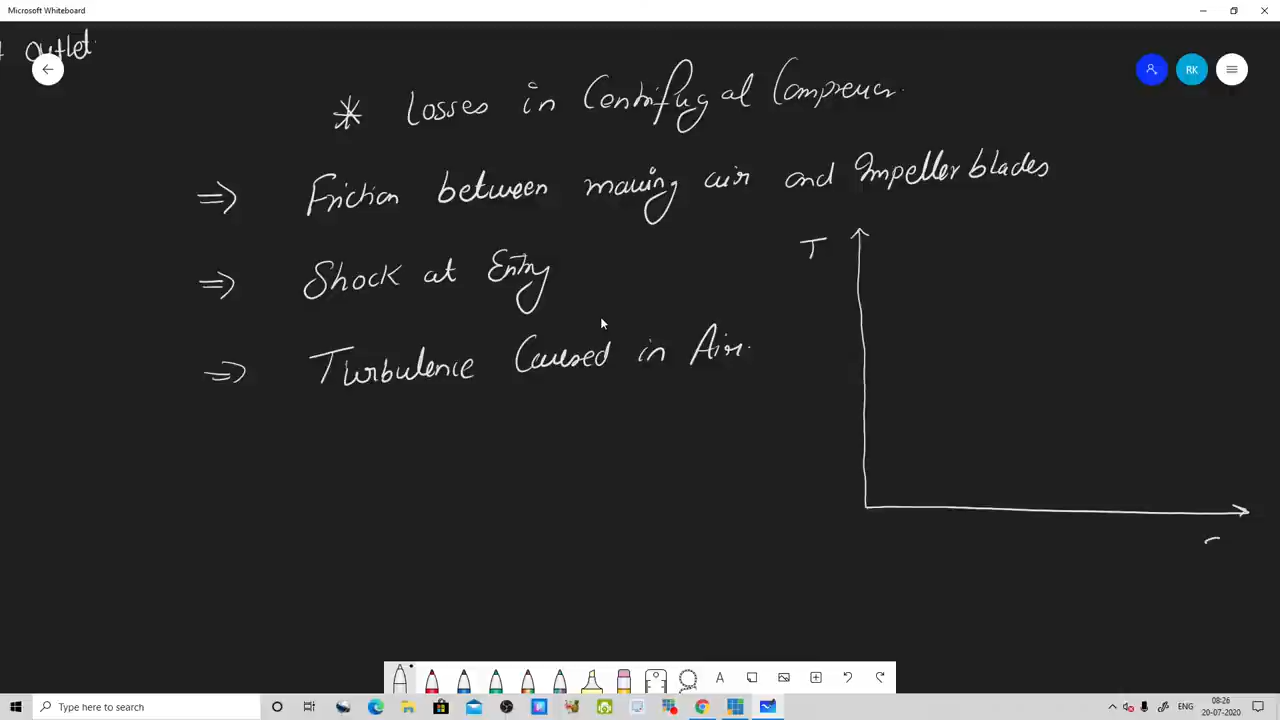 Microsoft Whiteboard
outlet
RK
* Losses in Centrifugal Compressor
⇒ Friction between moving air and Impeller blades
T
⇒ Shock at Entry
⇒ Turbulence Caused in Air.
A
Type here to search
ENG
08:26
20-07-2020